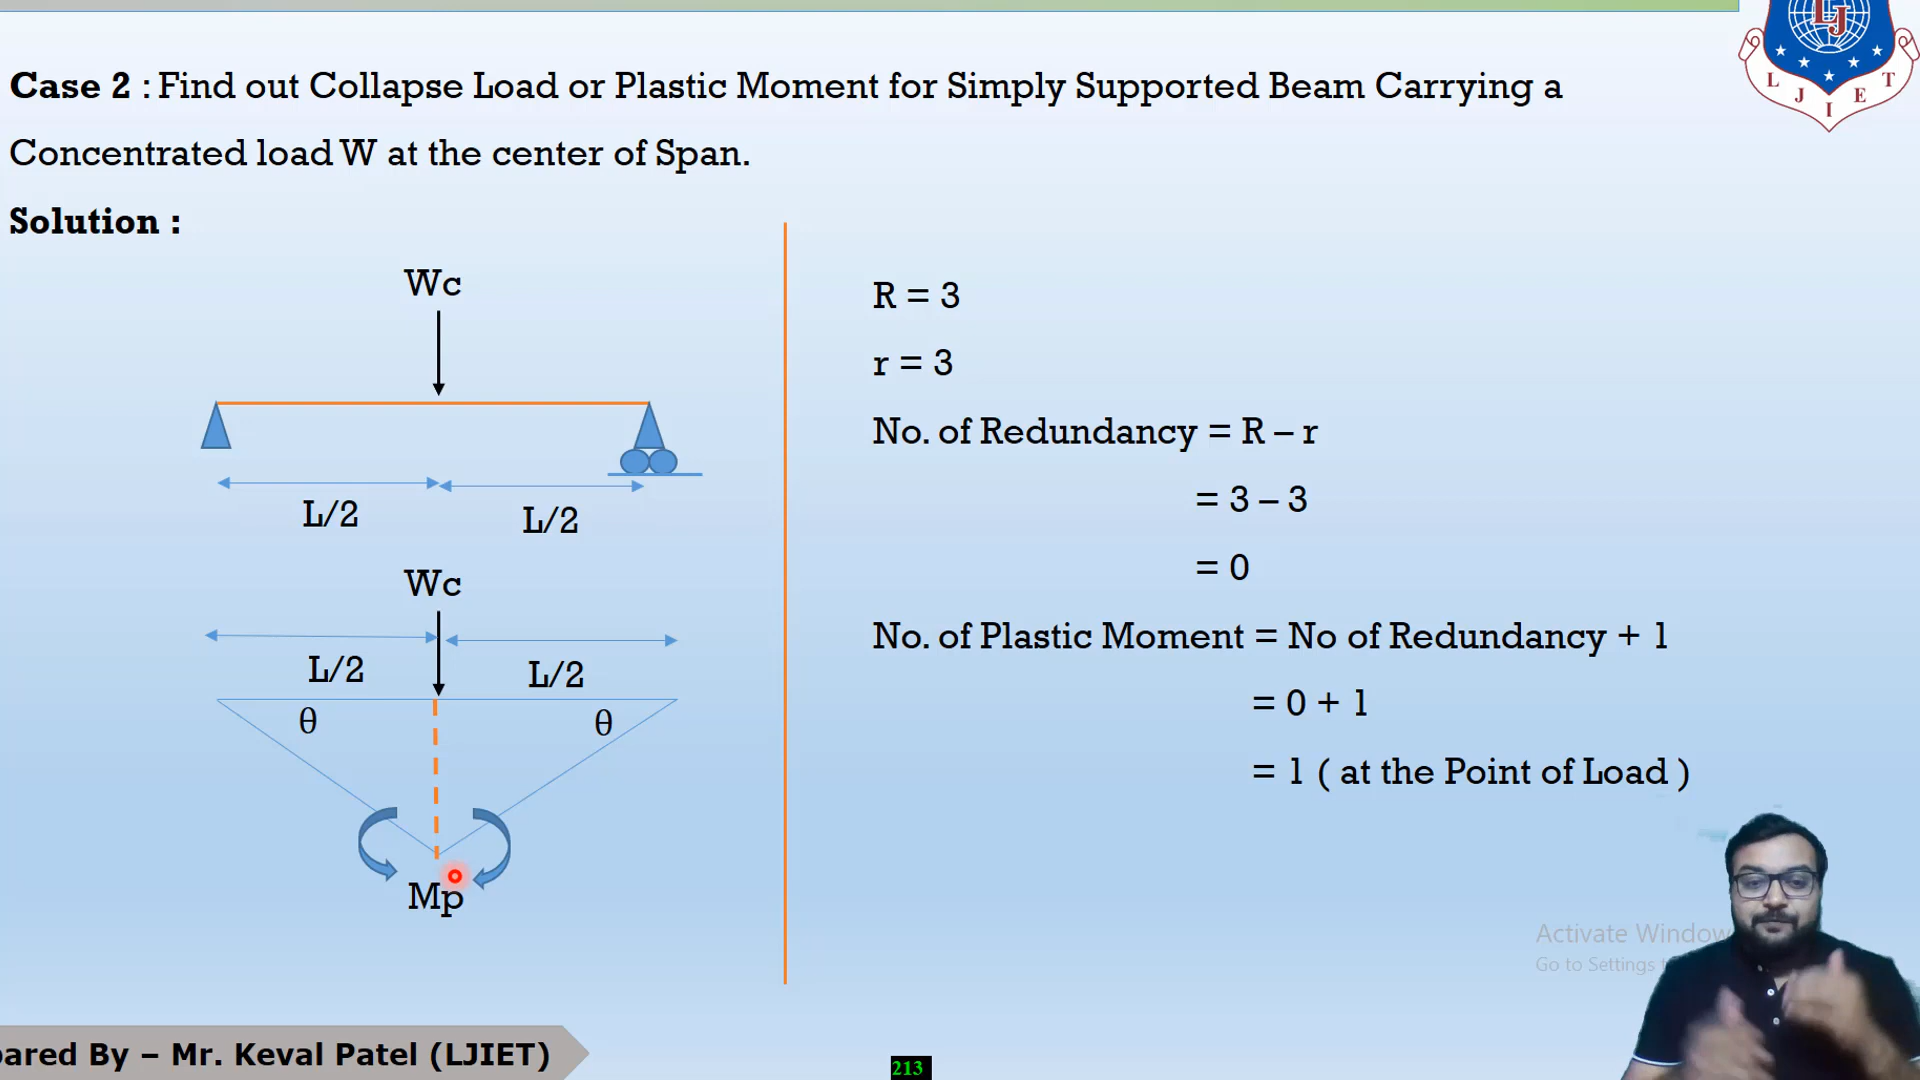 LJ
L J I E T
Case 2 : Find out Collapse Load or Plastic Moment for Simply Supported Beam Carrying a
Concentrated load W at the center of Span.
Solution :
Wc
L/2 L/2
Wc
L/2 L/2
θ θ
Mp
R = 3
r = 3
No. of Redundancy = R – r
= 3 – 3
= 0
No. of Plastic Moment = No of Redundancy + 1
= 0 + 1
= 1 ( at the Point of Load )
Activate Window
Go to Settings
pared By – Mr. Keval Patel (LJIET)
213